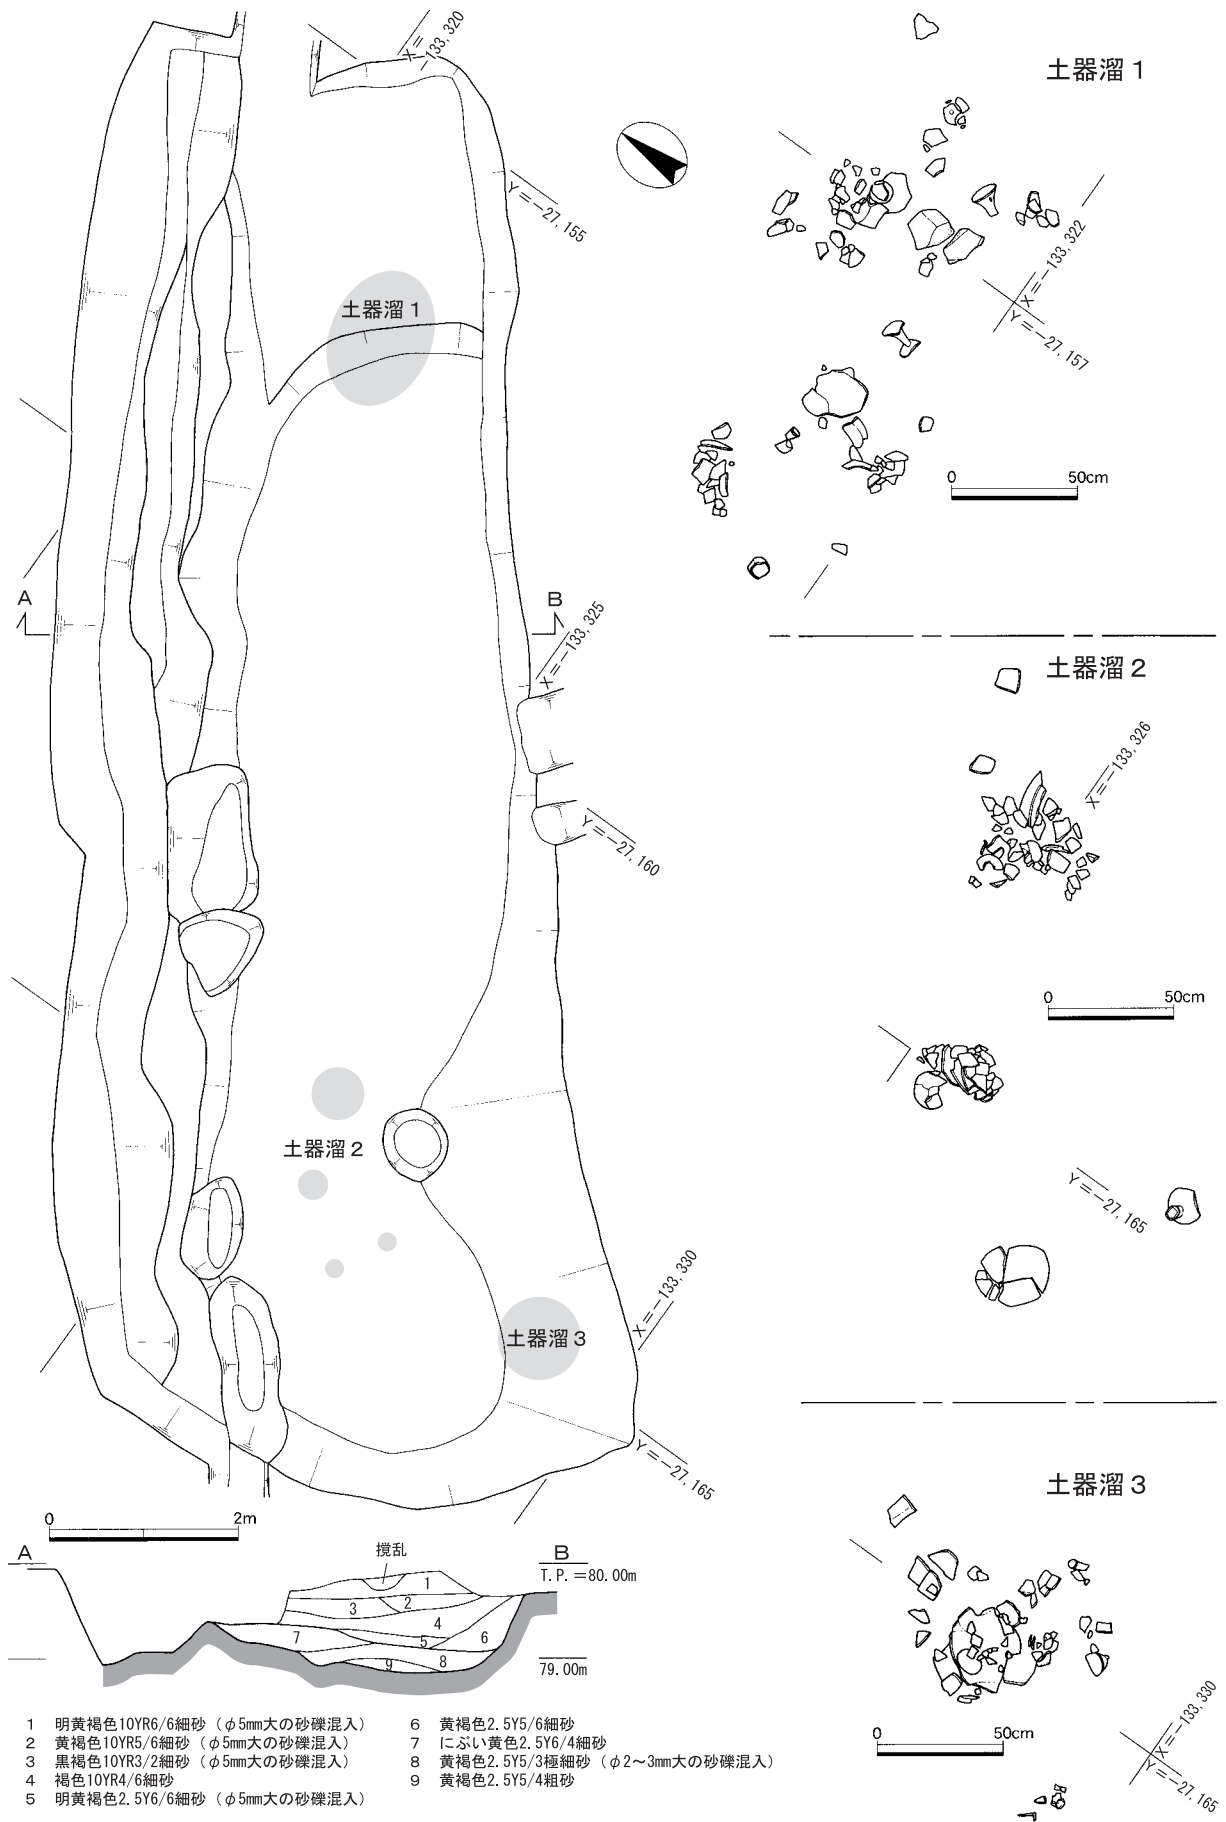 X=-133,320
Y=-27,155
土器溜1
A
B
X=-133,325
Y=-27,160
土器溜2
土器溜3
X=-133,330
Y=-27,165
0 2m
土器溜1
X=-133,322
Y=-27,157
0 50cm
土器溜2
X=-133,326
0 50cm
Y=-27,165
土器溜3
0 50cm
X=-133,330
Y=-27,165
A
撹乱
B
T.P.=80.00m
1
2
3
4
5
6
7
8
9
79.00m
1 明黄褐色10YR6/6細砂(φ5mm大の砂礫混入)
2 黄褐色10YR5/6細砂(φ5mm大の砂礫混入)
3 黒褐色10YR3/2細砂(φ5mm大の砂礫混入)
4 褐色10YR4/6細砂
5 明黄褐色2.5Y6/6細砂(φ5mm大の砂礫混入)
6 黄褐色2.5Y5/6細砂
7 にぶい黄色2.5Y6/4細砂
8 黄褐色2.5Y5/3極細砂(φ2〜3mm大の砂礫混入)
9 黄褐色2.5Y5/4粗砂